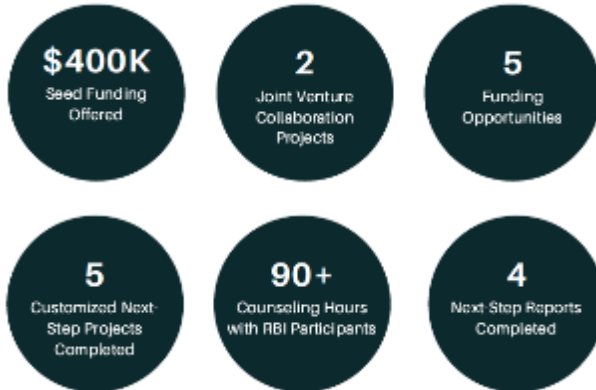 $400K
Seed Funding
Offered
2
Joint Venture
Collaboration
Projects
5
Funding
Opportunities
5
Customized Next-
Step Projects
Completed
90+
Counseling Hours
with RBI Participants
4
Next-Step Reports
Completed